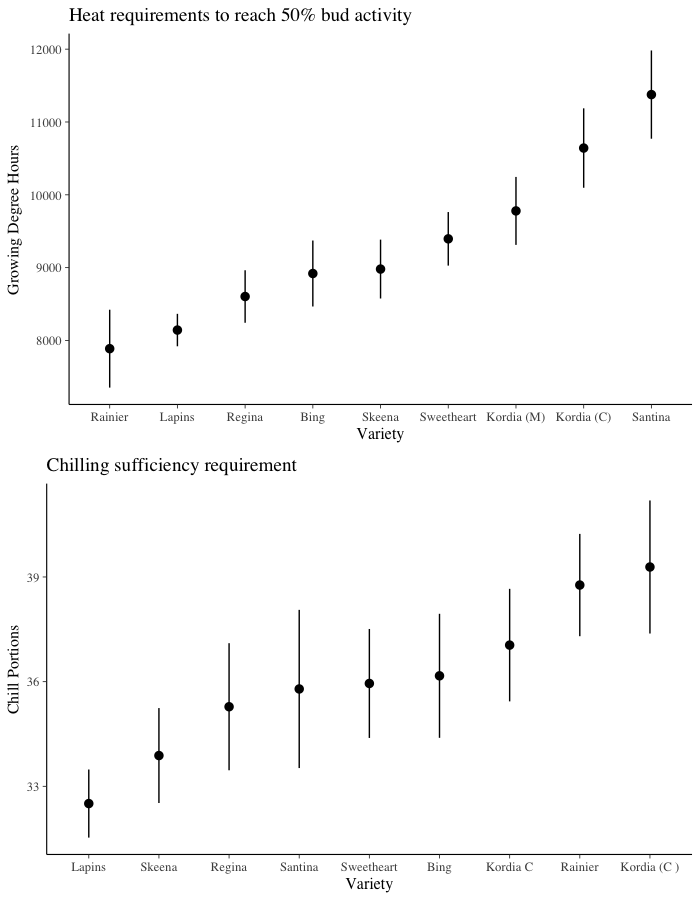 Heat requirements to reach 50% bud activity
12000
11000
10000
9000
8000
Growing Degree Hours
Rainier Lapins Regina Bing Skeena Sweetheart Kordia (M) Kordia (C) Santina
Variety
Chilling sufficiency requirement
39
36
33
Chill Portions
Lapins Skeena Regina Santina Sweetheart Bing Kordia C Rainier Kordia (C )
Variety